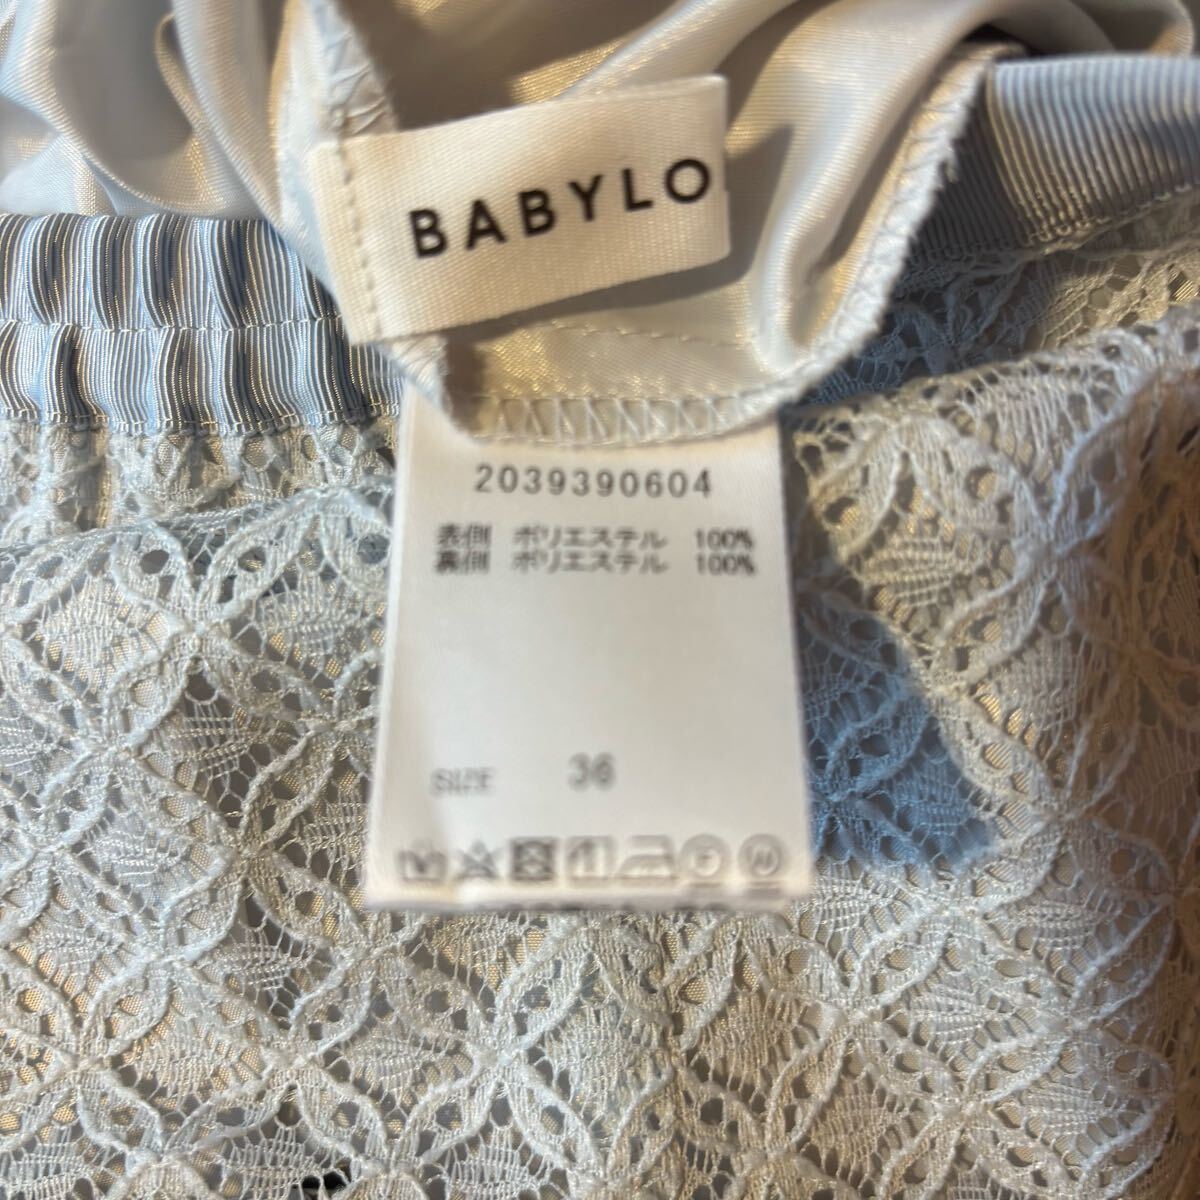 BABYLO
2039390604
表側 ポリエステル 100%
裏側 ポリエステル 100%
SIZE 36